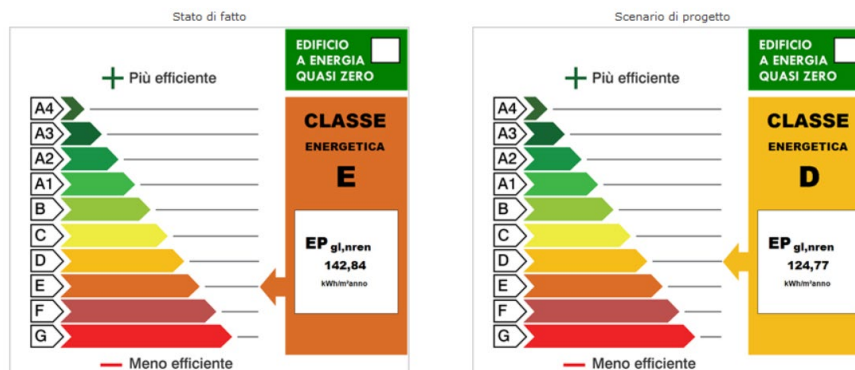 Stato di fatto
EDIFICIO
A ENERGIA
QUASI ZERO
+ Più efficiente
A4
A3
A2
A1
B
C
D
E
F
G
— Meno efficiente
CLASSE
ENERGETICA
E
EP gl,nren
142,84
kWh/m²anno
Scenario di progetto
EDIFICIO
A ENERGIA
QUASI ZERO
+ Più efficiente
A4
A3
A2
A1
B
C
D
E
F
G
— Meno efficiente
CLASSE
ENERGETICA
D
EP gl,nren
124,77
kWh/m²anno